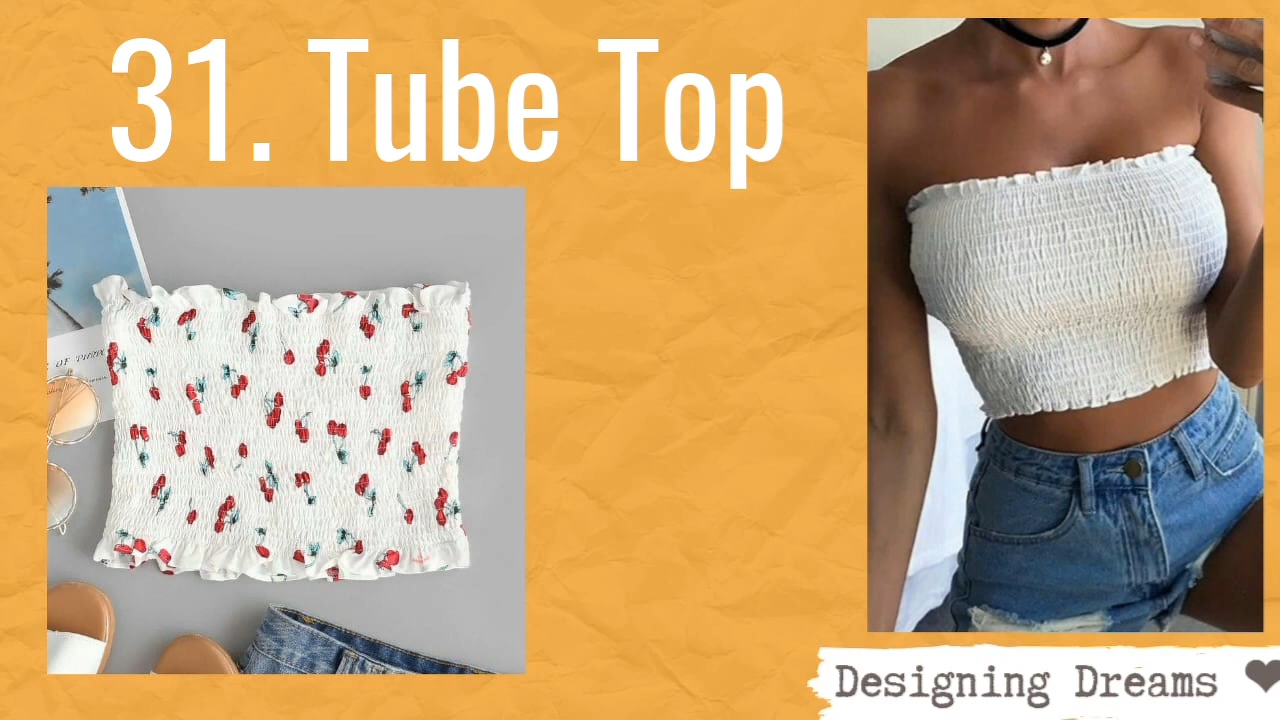 31. Tube Top
Designing Dreams ❤